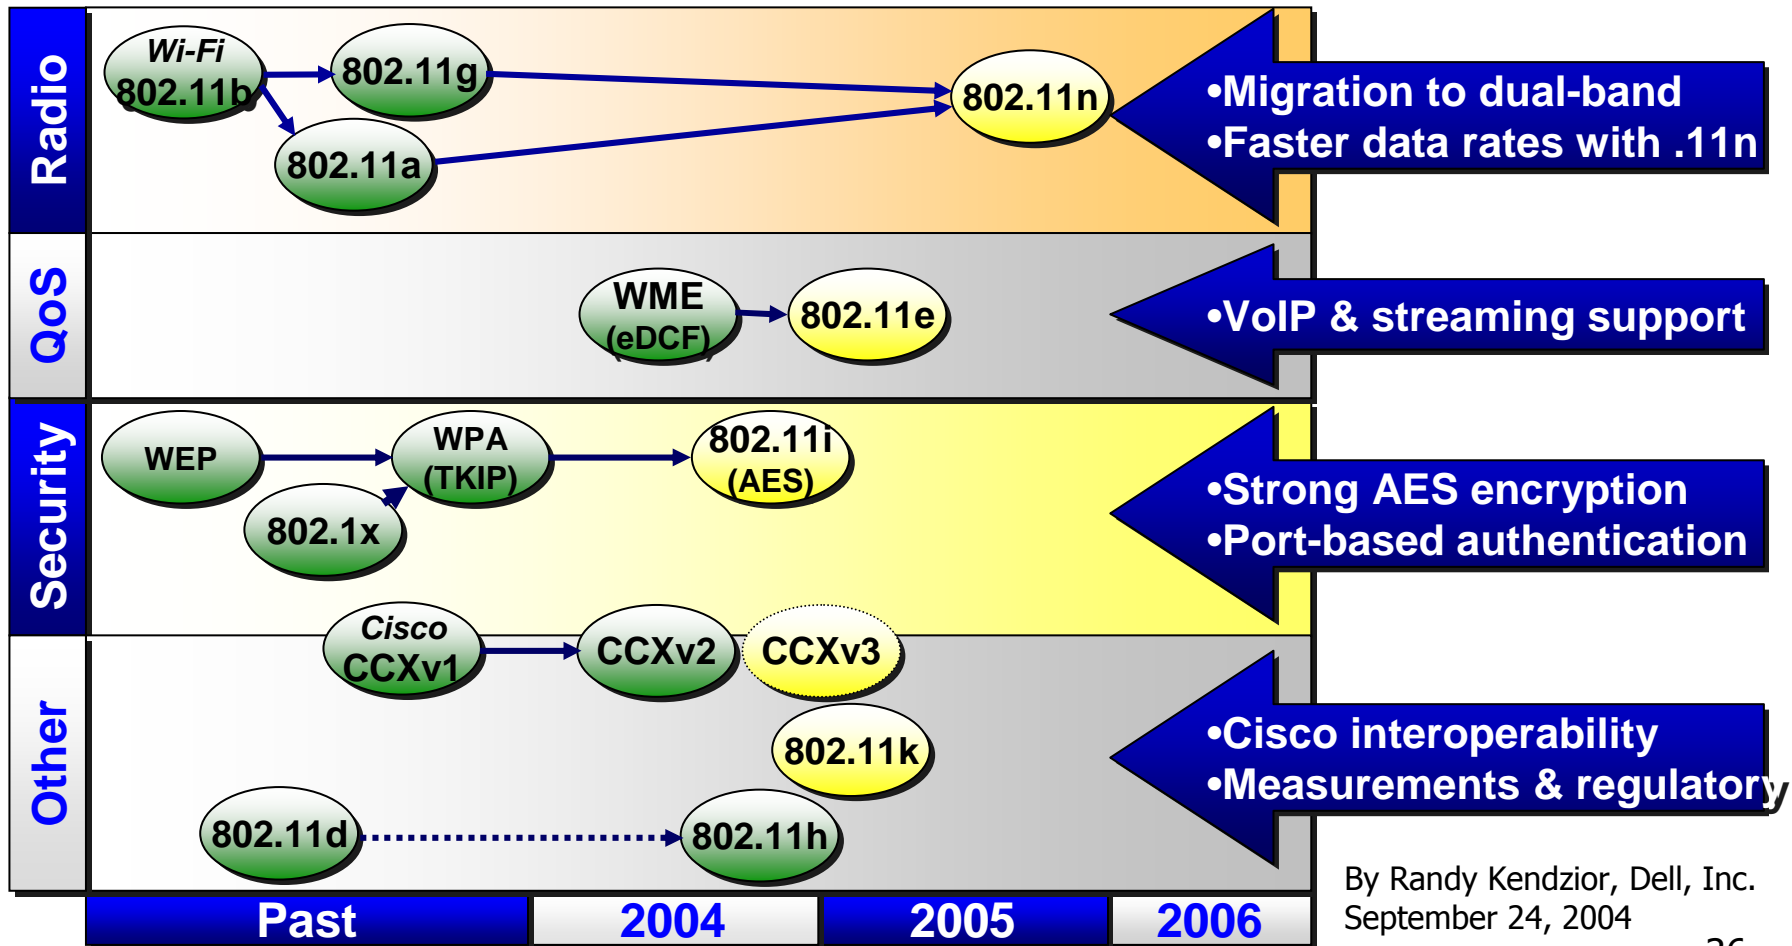 Radio
Wi-Fi
802.11b
802.11g
802.11a
802.11n
•Migration to dual-band
•Faster data rates with .11n
QoS
WME
(eDCF)
802.11e
•VoIP & streaming support
Security
WEP
802.1x
WPA
(TKIP)
802.11i
(AES)
•Strong AES encryption
•Port-based authentication
Other
Cisco
CCXv1
CCXv2
CCXv3
802.11k
802.11d
802.11h
•Cisco interoperability
•Measurements & regulatory
Past
2004
2005
2006
By Randy Kendzior, Dell, Inc.
September 24, 2004